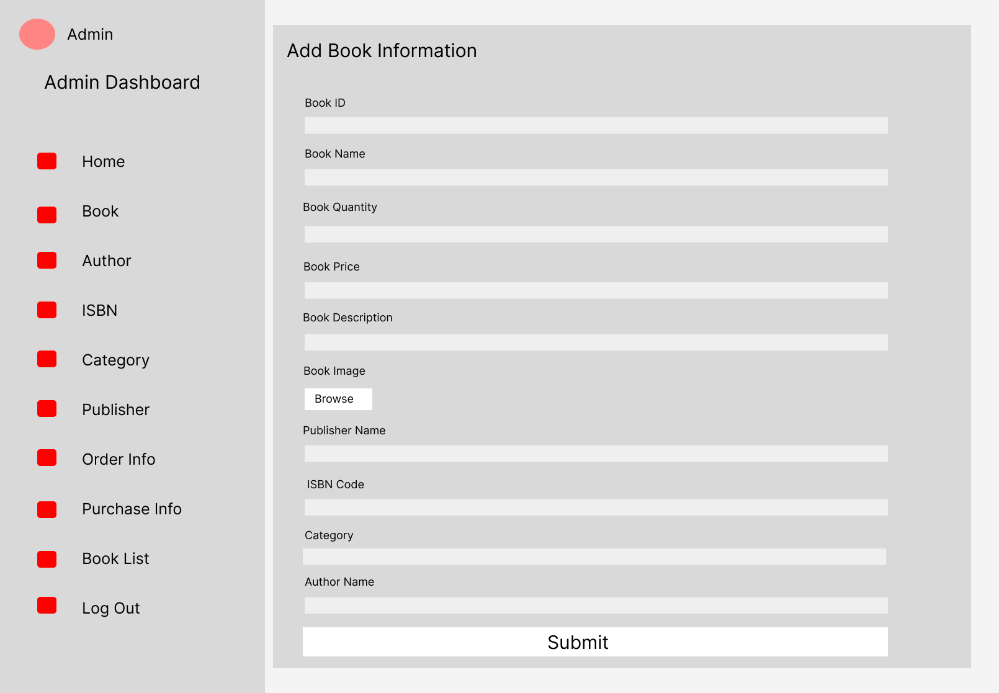 Admin
Admin Dashboard
Home
Book
Author
ISBN
Category
Publisher
Order Info
Purchase Info
Book List
Log Out
Add Book Information
Book ID
Book Name
Book Quantity
Book Price
Book Description
Book Image
Browse
Publisher Name
ISBN Code
Category
Author Name
Submit